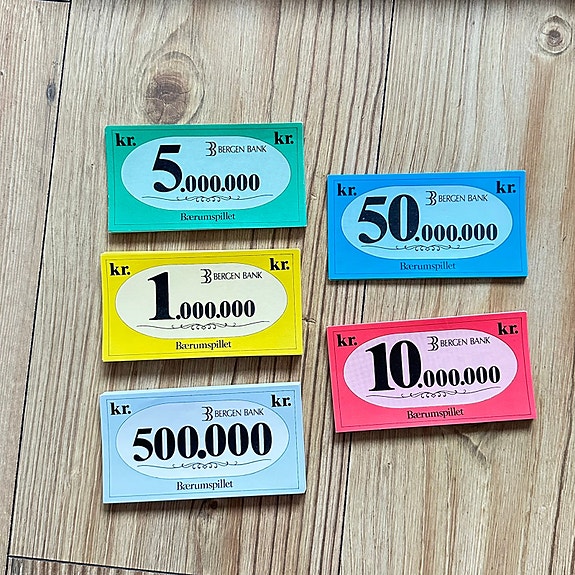 kr. kr.
BERGEN BANK
5.000.000
Bærumspillet
kr. kr.
BERGEN BANK
1.000.000
Bærumspillet
kr. kr.
BERGEN BANK
500.000
Bærumspillet
kr. kr.
BERGEN BANK
50.000.000
Bærumspillet
kr. kr.
BERGEN BANK
10.000.000
Bærumspillet